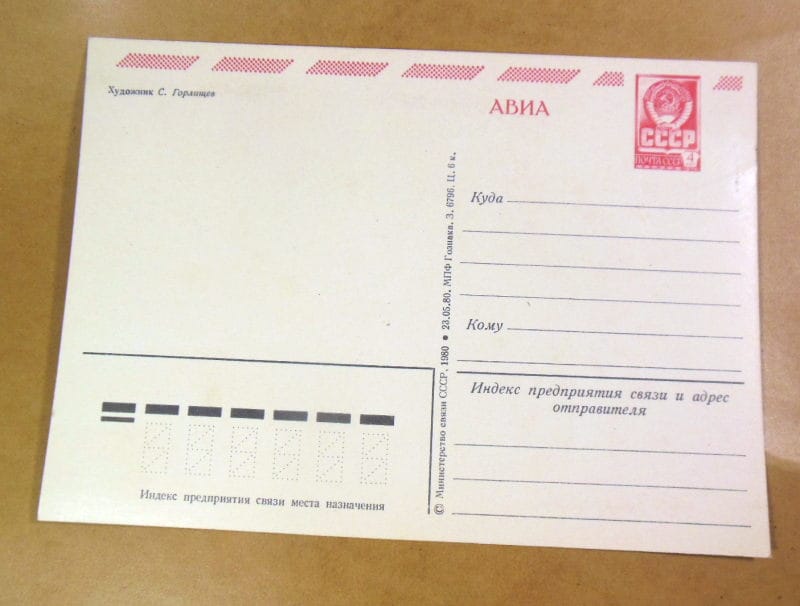 Художник С. Горлищев
АВИА
СССР
ПОЧТА СССР
4
Куда
Кому
Индекс предприятия связи и адрес
отправителя
© Министерство связи СССР, 1980 • 23.05.80. МПФ Гознака. З. 6796. Ц. 6 к.
Индекс предприятия связи места назначения